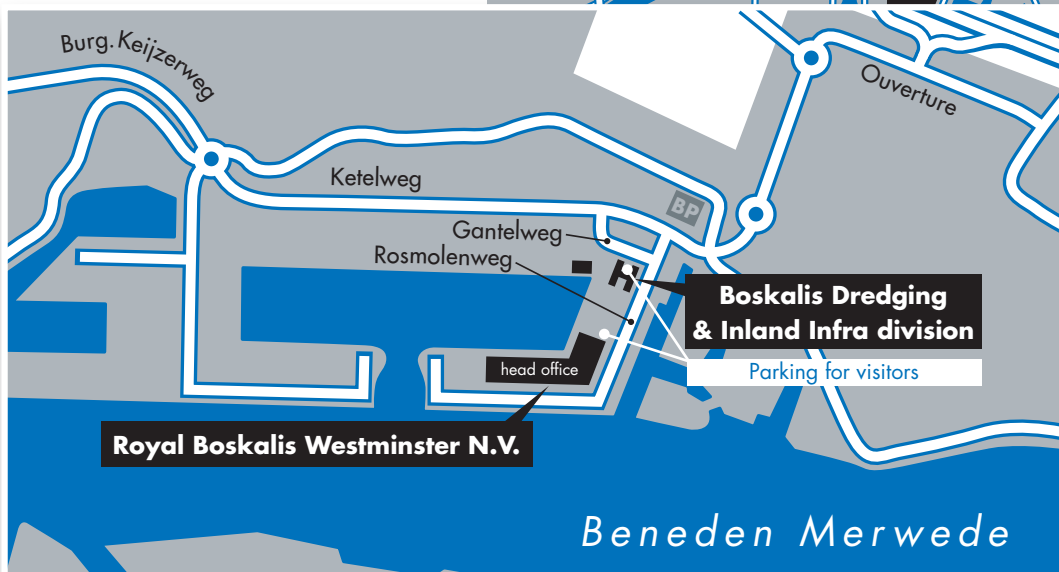 Burg. Keijzerweg
Ouverture
Ketelweg
BP
Gantelweg
Rosmolenweg
Boskalis Dredging
& Inland Infra division
Parking for visitors
head office
Royal Boskalis Westminster N.V.
Beneden Merwede